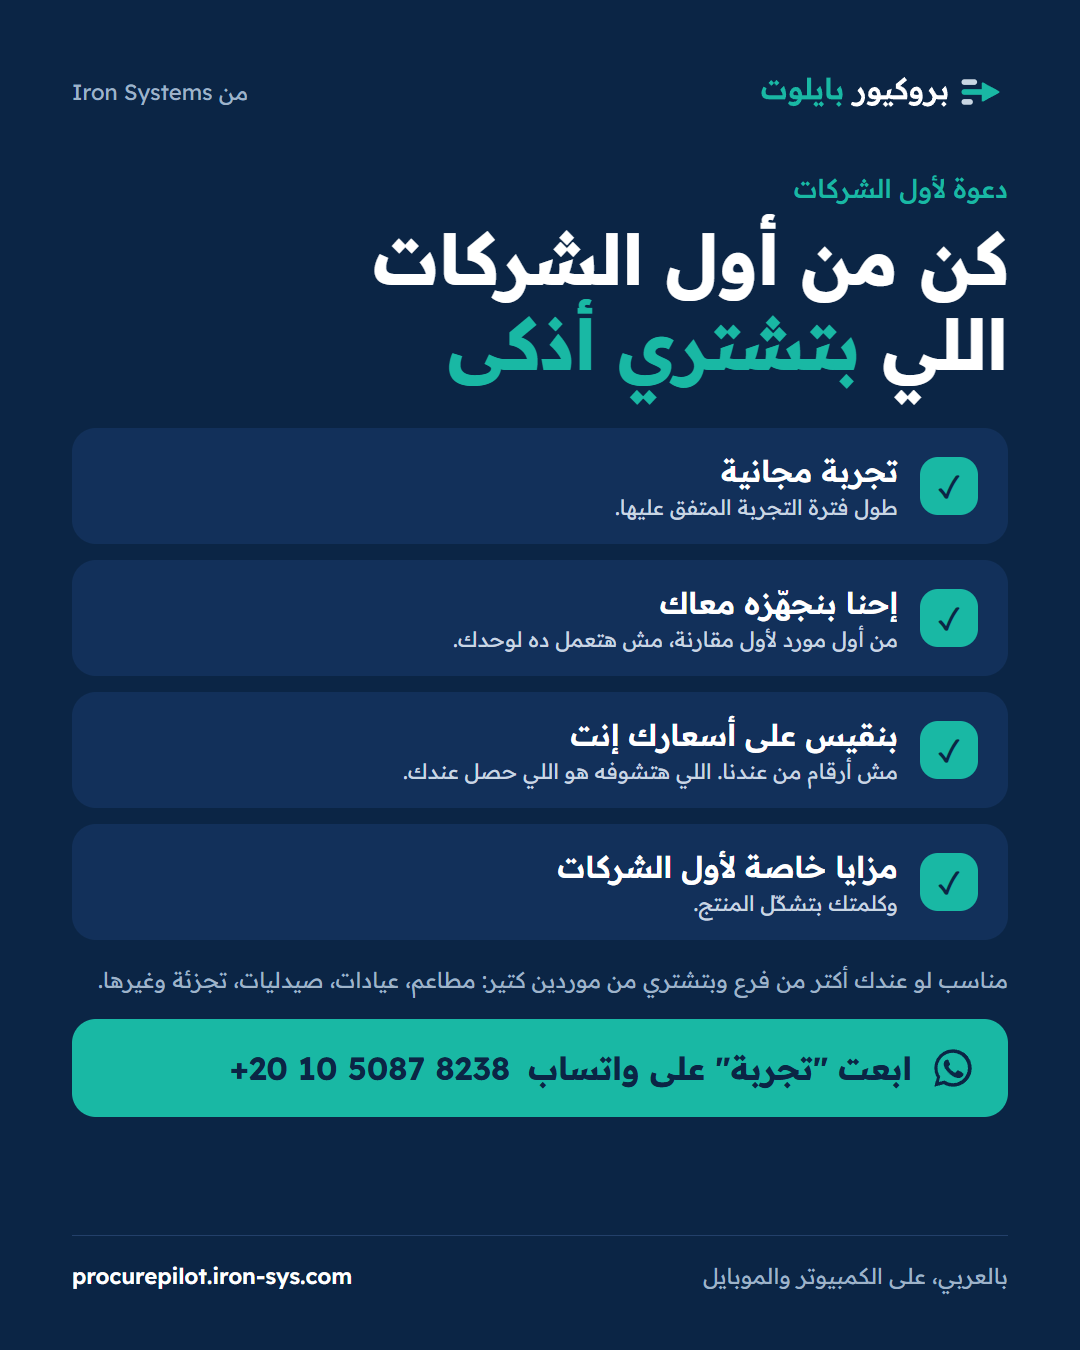 بروكيور بايلوت
من Iron Systems
دعوة لأول الشركات
كن من أول الشركات
اللي بتشتري أذكى
✓
تجربة مجانية
طول فترة التجربة المتفق عليها.
✓
إحنا بنجهّزه معاك
من أول مورد لأول مقارنة، مش هتعمل ده لوحدك.
✓
بنقيس على أسعارك إنت
مش أرقام من عندنا. اللي هتشوفه هو اللي حصل عندك.
✓
مزايا خاصة لأول الشركات
وكلمتك بتشكّل المنتج.
مناسب لو عندك أكتر من فرع وبتشتري من موردين كتير: مطاعم، عيادات، صيدليات، تجزئة وغيرها.
ابعت "تجربة" على واتساب +20 10 5087 8238
بالعربي، على الكمبيوتر والموبايل
procurepilot.iron-sys.com